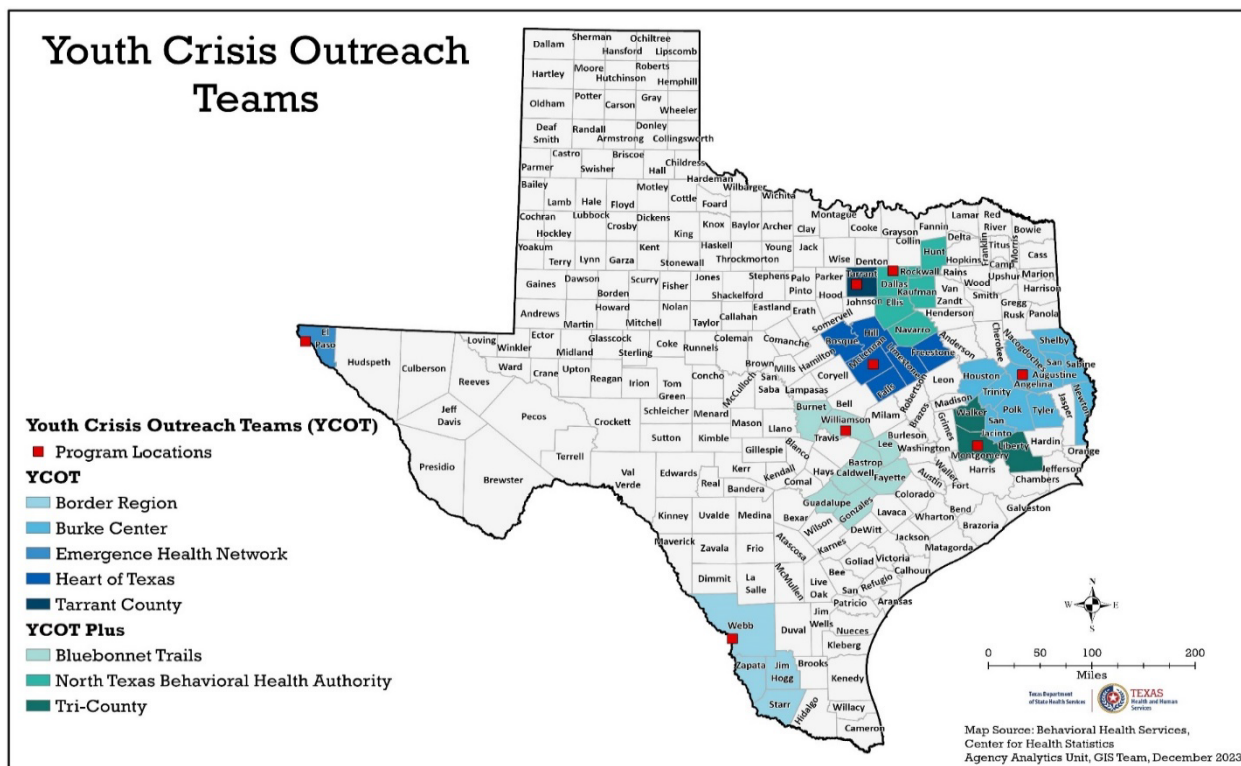 Youth Crisis Outreach
Teams
Dallam
Sherman
Hansford
Ochiltree
Lipscomb
Hartley
Moore
Hutchinson
Roberts
Hemphill
Oldham
Potter
Carson
Gray
Wheeler
Deaf
Smith
Randall
Armstrong
Donley
Collingsworth
Parmer
Castro
Swisher
Briscoe
Hall
Childress
Hardeman
Bailey
Lamb
Hale
Floyd
Motley
Cottle
Foard
Wilbarger
Wichita
Cochran
Hockley
Lubbock
Crosby
Dickens
King
Knox
Baylor
Archer
Clay
Montague
Cooke
Grayson
Fannin
Lamar
Red
River
Bowie
Yoakum
Terry
Lynn
Garza
Kent
Stonewall
Haskell
Throckmorton
Young
Jack
Wise
Denton
Collin
Hunt
Delta
Hopkins
Franklin
Titus
Camp
Morris
Cass
Gaines
Dawson
Borden
Scurry
Fisher
Jones
Shackelford
Stephens
Palo
Pinto
Parker
Hood
Tarrant
Dallas
Rockwall
Kaufman
Rains
Van
Zandt
Wood
Smith
Upshur
Gregg
Marion
Harrison
Rusk
Panola
Andrews
Martin
Howard
Mitchell
Nolan
Taylor
Callahan
Eastland
Erath
Somervell
Johnson
Ellis
Navarro
Henderson
Anderson
Cherokee
Nacogdoches
Shelby
El
Paso
Hudspeth
Culberson
Reeves
Loving
Winkler
Ward
Ector
Crane
Midland
Upton
Glasscock
Reagan
Sterling
Irion
Coke
Tom
Green
Runnels
Concho
Coleman
McCulloch
Brown
San
Saba
Mills
Comanche
Hamilton
Lampasas
Bosque
Hill
McLennan
Coryell
Bell
Falls
Limestone
Freestone
Robertson
Leon
Houston
Madison
Trinity
Angelina
San
Augustine
Sabine
Newton
Jasper
Jeff
Davis
Presidio
Brewster
Pecos
Terrell
Crockett
Val
Verde
Schleicher
Sutton
Menard
Kimble
Mason
Llano
Gillespie
Burnet
Williamson
Travis
Blanco
Milam
Lee
Burleson
Brazos
Grimes
Washington
Walker
San
Jacinto
Polk
Tyler
Hardin
Orange
Montgomery
Liberty
Jefferson
Chambers
Harris
Waller
Austin
Fort
Bend
Galveston
Brazoria
Edwards
Real
Kerr
Bandera
Kendall
Comal
Hays
Bastrop
Caldwell
Fayette
Guadalupe
Gonzales
Colorado
Wharton
Matagorda
Lavaca
Jackson
DeWitt
Kinney
Uvalde
Medina
Bexar
Wilson
Karnes
Atascosa
Maverick
Zavala
Frio
Dimmit
La
Salle
McMullen
Live
Oak
Bee
Goliad
Victoria
Calhoun
Refugio
San
Patricio
Aransas
Webb
Duval
Jim
Wells
Nueces
Kleberg
Zapata
Jim
Hogg
Brooks
Kenedy
Starr
Hidalgo
Willacy
Cameron
Youth Crisis Outreach Teams (YCOT)
Program Locations
YCOT
Border Region
Burke Center
Emergence Health Network
Heart of Texas
Tarrant County
YCOT Plus
Bluebonnet Trails
North Texas Behavioral Health Authority
Tri-County
N
W E
S
0 50 100 200
Miles
Texas Department
of State Health Services
TEXAS
Health and Human
Services
Map Source: Behavioral Health Services,
Center for Health Statistics
Agency Analytics Unit, GIS Team, December 2023